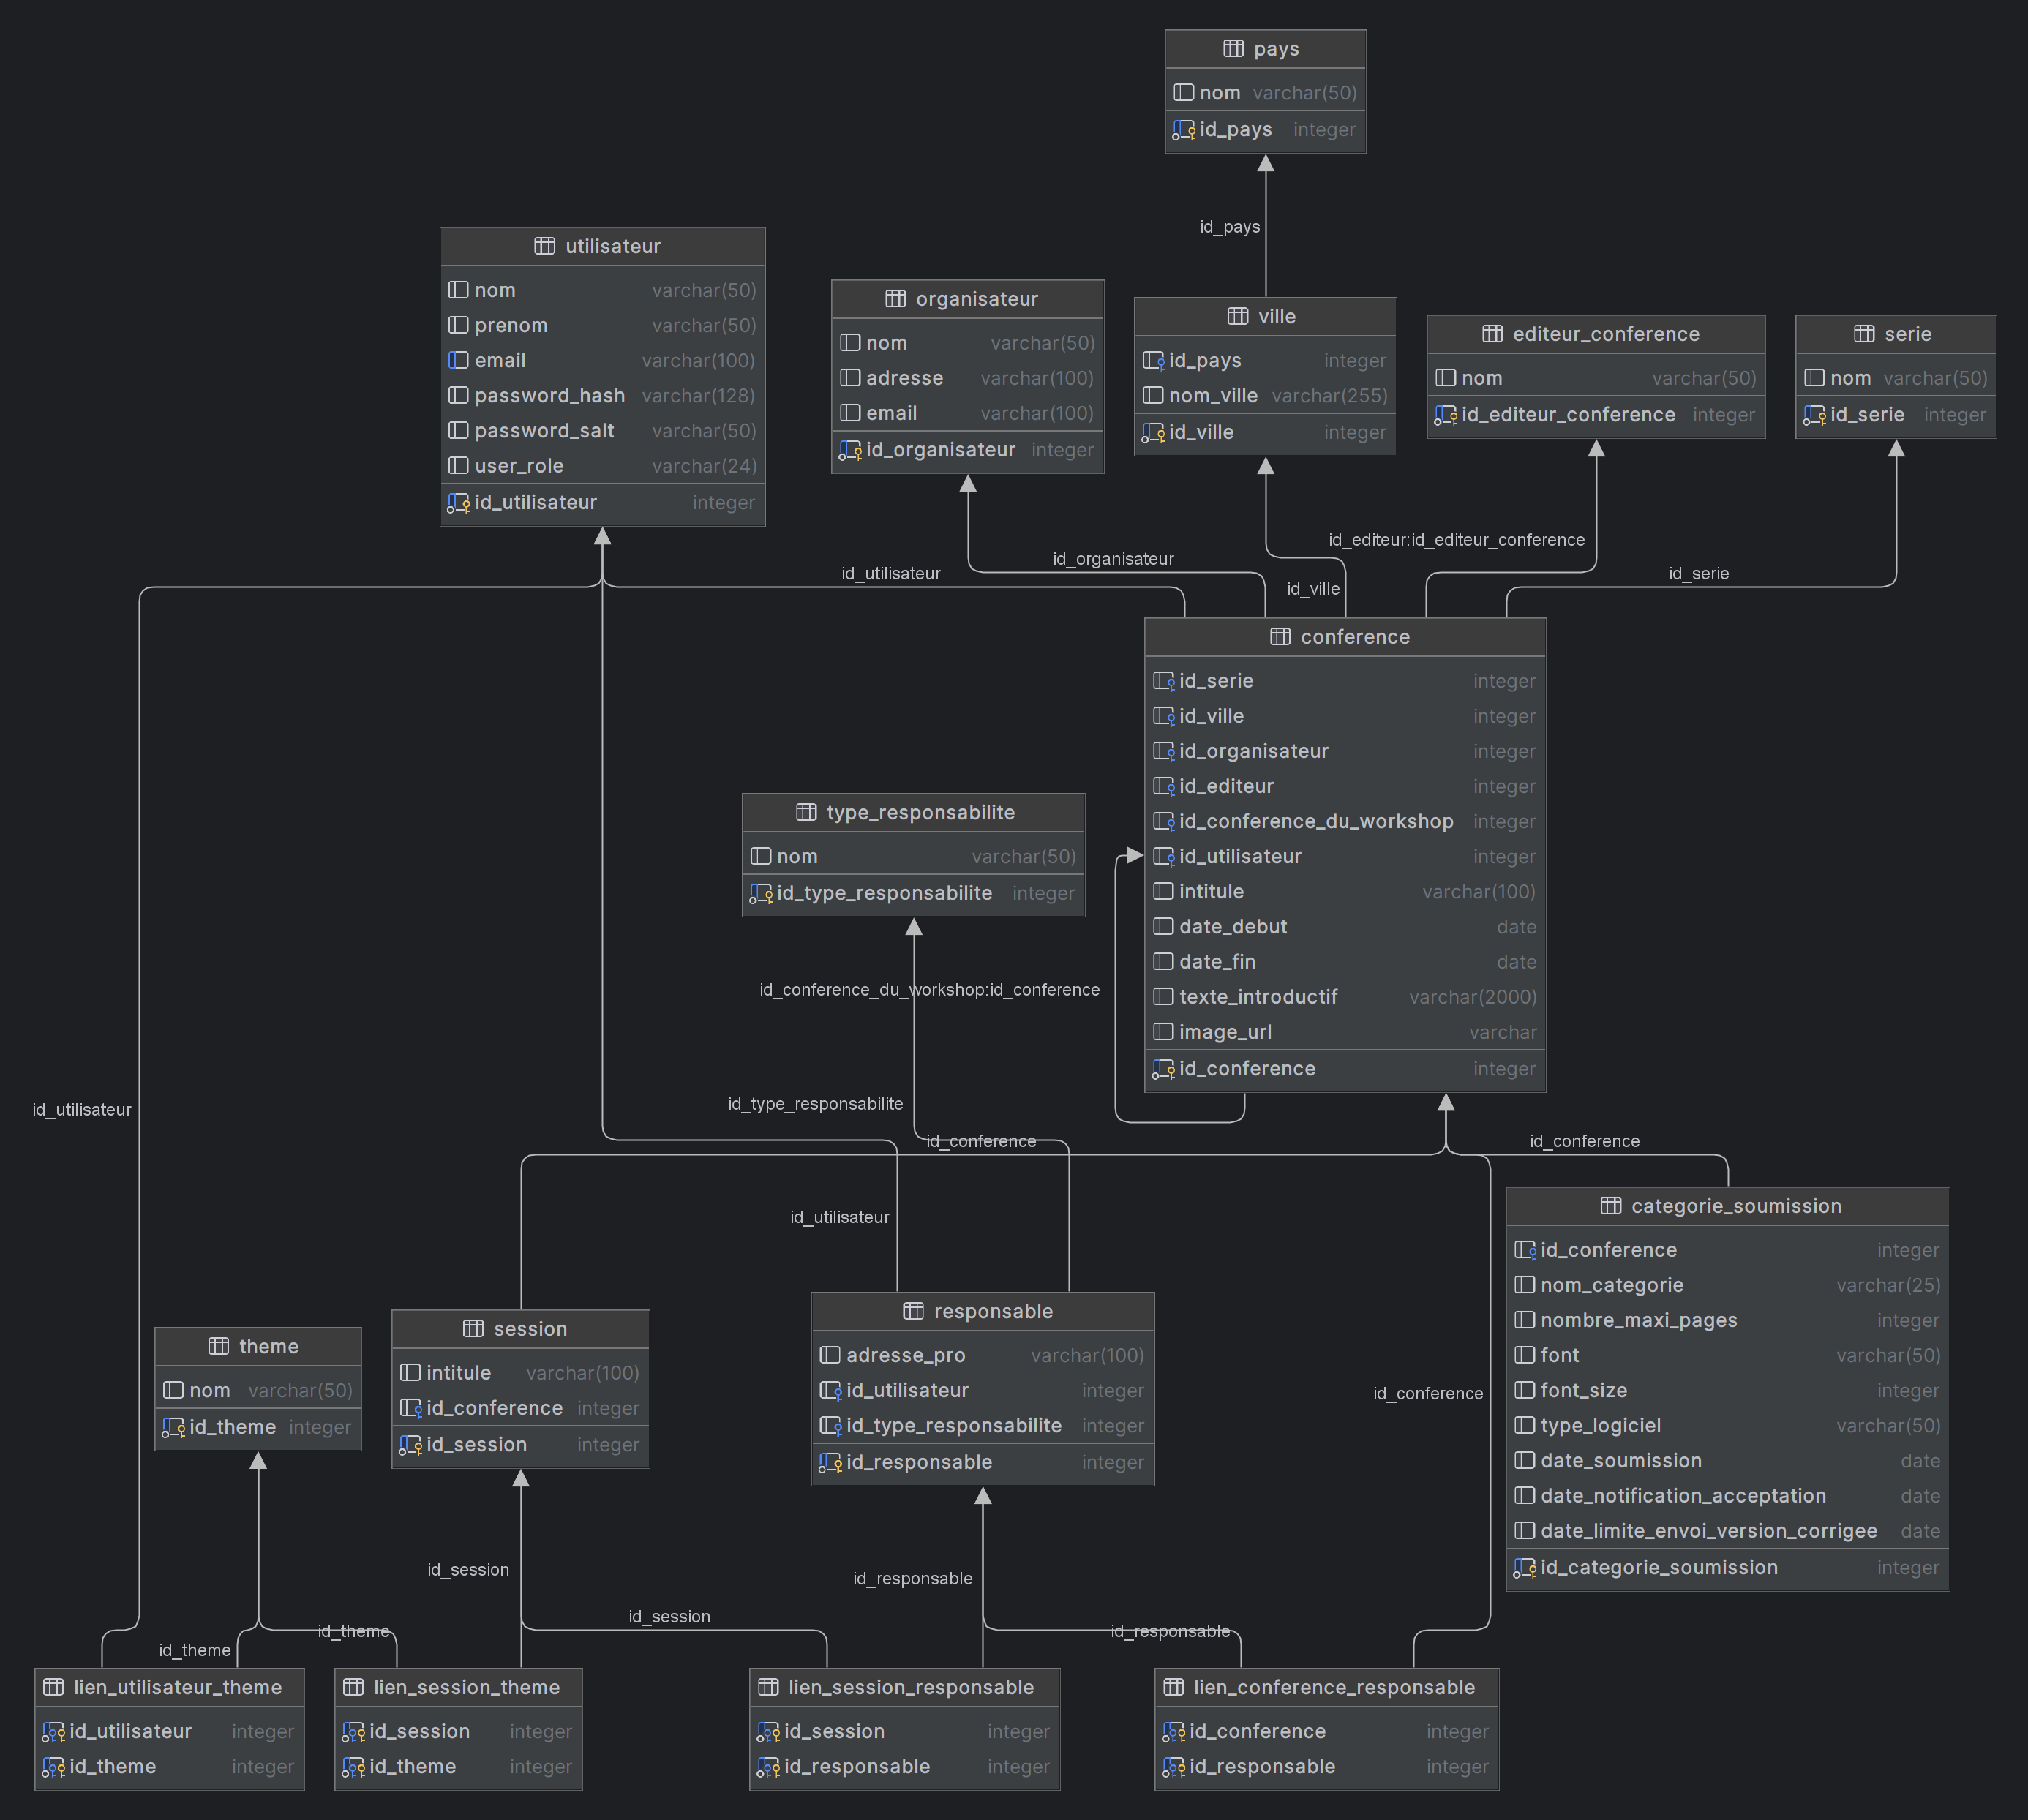 pays
nom varchar(50)
id_pays integer
id_pays
utilisateur
nom varchar(50)
prenom varchar(50)
email varchar(100)
password_hash varchar(128)
password_salt varchar(50)
user_role varchar(24)
id_utilisateur integer
organisateur
nom varchar(50)
adresse varchar(100)
email varchar(100)
id_organisateur integer
ville
id_pays integer
nom_ville varchar(255)
id_ville integer
editeur_conference
nom varchar(50)
id_editeur_conference integer
serie
nom varchar(50)
id_serie integer
id_utilisateur
id_organisateur
id_ville
id_editeur:id_editeur_conference
id_serie
conference
id_serie integer
id_ville integer
id_organisateur integer
id_editeur integer
id_conference_du_workshop integer
id_utilisateur integer
intitule varchar(100)
date_debut date
date_fin date
texte_introductif varchar(2000)
image_url varchar
id_conference integer
type_responsabilite
nom varchar(50)
id_type_responsabilite integer
id_conference_du_workshop:id_conference
id_utilisateur
id_type_responsabilite
id_conference
id_conference
id_utilisateur
categorie_soumission
id_conference integer
nom_categorie varchar(25)
nombre_maxi_pages integer
font varchar(50)
font_size integer
type_logiciel varchar(50)
date_soumission date
date_notification_acceptation date
date_limite_envoi_version_corrigee date
id_categorie_soumission integer
theme
nom varchar(50)
id_theme integer
session
intitule varchar(100)
id_conference integer
id_session integer
responsable
adresse_pro varchar(100)
id_utilisateur integer
id_type_responsabilite integer
id_responsable integer
id_conference
id_session
id_responsable
id_session
id_theme
id_responsable
id_theme
lien_utilisateur_theme
id_utilisateur integer
id_theme integer
lien_session_theme
id_session integer
id_theme integer
lien_session_responsable
id_session integer
id_responsable integer
lien_conference_responsable
id_conference integer
id_responsable integer